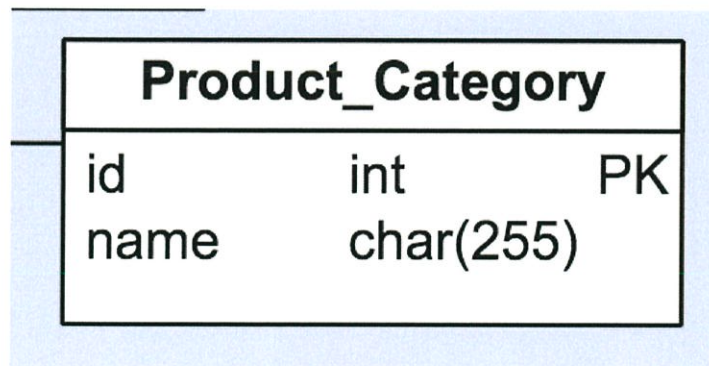 Product_Category
id int PK
name char(255)